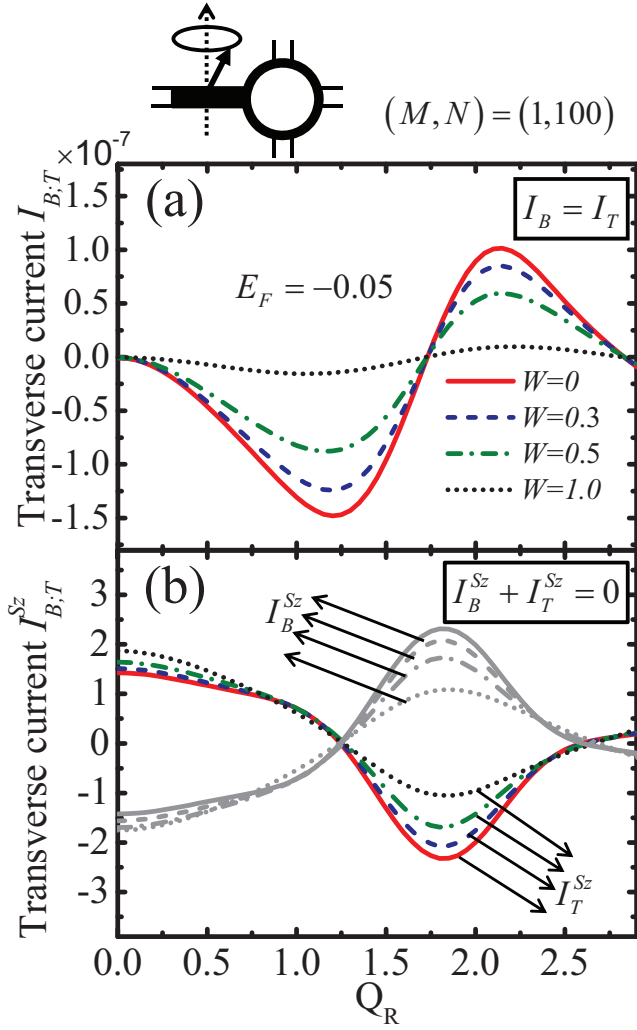 (M,N)=(1,100)
×10⁻⁷
Transverse current I_{B;T}
(a)
I_B = I_T
E_F = −0.05
1.5
1.0
0.5
0.0
-0.5
-1.0
-1.5
W=0
W=0.3
W=0.5
W=1.0
Transverse current I^{Sz}_{B;T}
(b)
I_B^{Sz}
I_B^{Sz} + I_T^{Sz} = 0
3
2
1
0
-1
-2
-3
I_T^{Sz}
0.0 0.5 1.0 1.5 2.0 2.5
Q_R